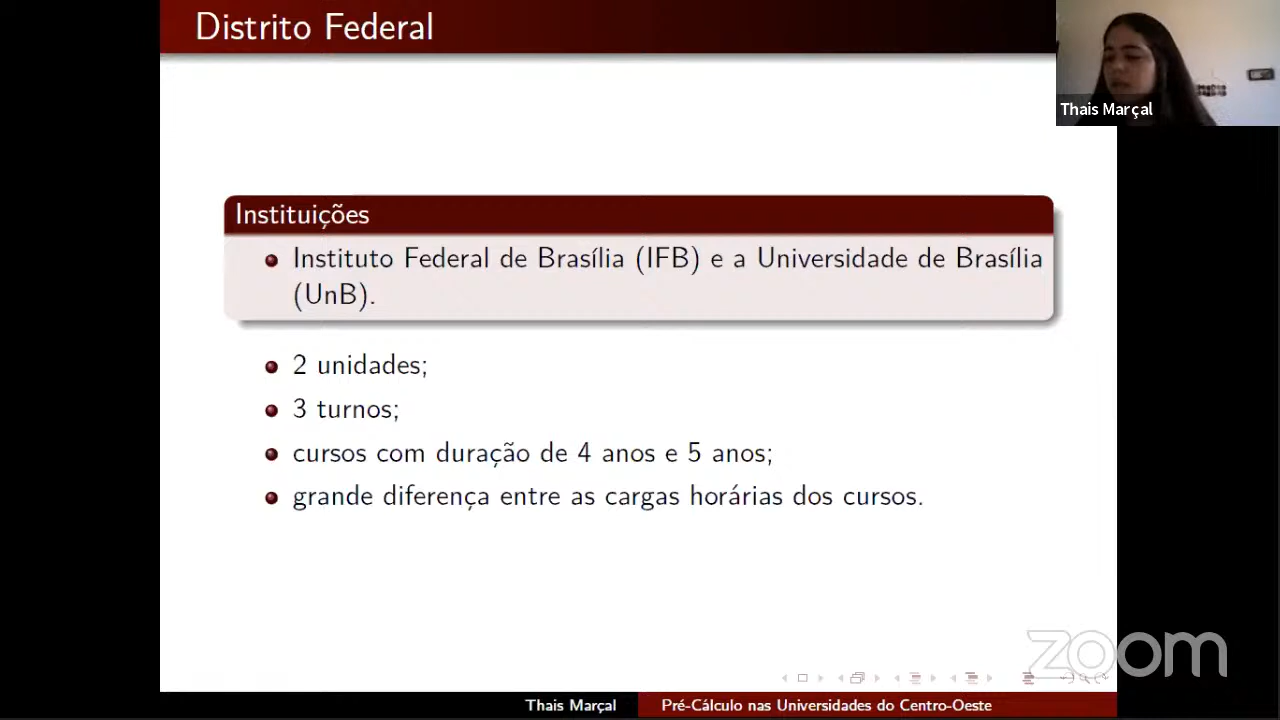 Distrito Federal
Thais Marçal
Instituições
Instituto Federal de Brasília (IFB) e a Universidade de Brasília
(UnB).
2 unidades;
3 turnos;
cursos com duração de 4 anos e 5 anos;
grande diferença entre as cargas horárias dos cursos.
zoom
Thais Marçal
Pré-Cálculo nas Universidades do Centro-Oeste